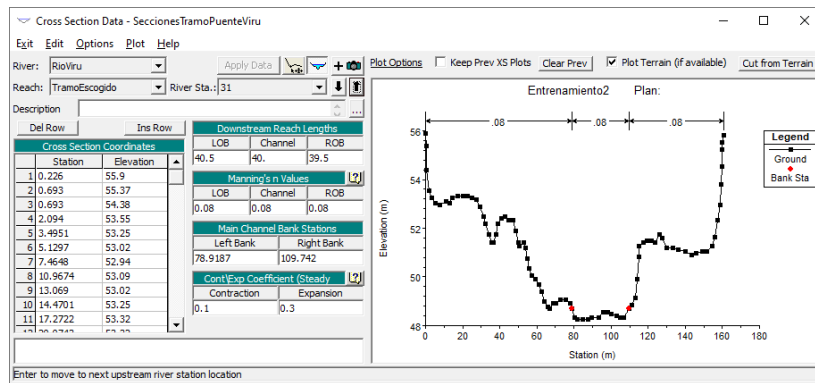 Cross Section Data - SeccionesTramoPuenteViru
Exit Edit Options Plot Help
River: RioViru Apply Data Plot Options Keep Prev XS Plots Clear Prev Plot Terrain (if available) Cut from Terrain
Reach: TramoEscogido River Sta.: 31
Description ...
Del Row Ins Row
Cross Section Coordinates
Station Elevation
1 0.226 55.9
2 0.693 55.37
3 0.693 54.38
4 2.094 53.55
5 3.4951 53.25
6 5.1297 53.02
7 7.4648 52.94
8 10.9674 53.09
9 13.069 53.02
10 14.4701 53.25
11 17.2722 53.32
Downstream Reach Lengths
LOB Channel ROB
40.5 40. 39.5
Manning's n Values
LOB Channel ROB
0.08 0.08 0.08
Main Channel Bank Stations
Left Bank Right Bank
78.9187 109.742
Cont\Exp Coefficient (Steady
Contraction Expansion
0.1 0.3
Entrenamiento2 Plan:
.08 .08 .08
Legend
Ground
Bank Sta
Elevation (m)
56
54
52
50
48
0 20 40 60 80 100 120 140 160 180
Station (m)
Enter to move to next upstream river station location